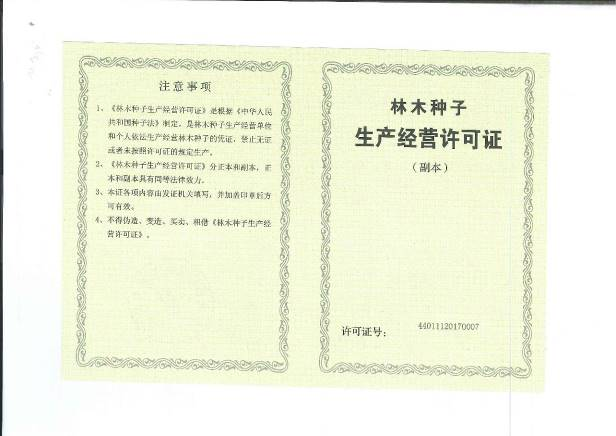 注意事项
1、《林木种子生产经营许可证》是根据《中华人民
共和国种子法》制定，是林木种子生产经营单位
和个人依法生产经营林木种子的凭证，禁止无证
或者未按照许可证的规定生产。
2、《林木种子生产经营许可证》分正本和副本，正
本和副本具有同等法律效力。
3、本证各项内容由发证机关填写，并加盖印章后方
可有效。
4、不得伪造、变造、买卖、租借《林木种子生产经
营许可证》。
林木种子
生产经营许可证
（副本）
许可证号：
44011120170007